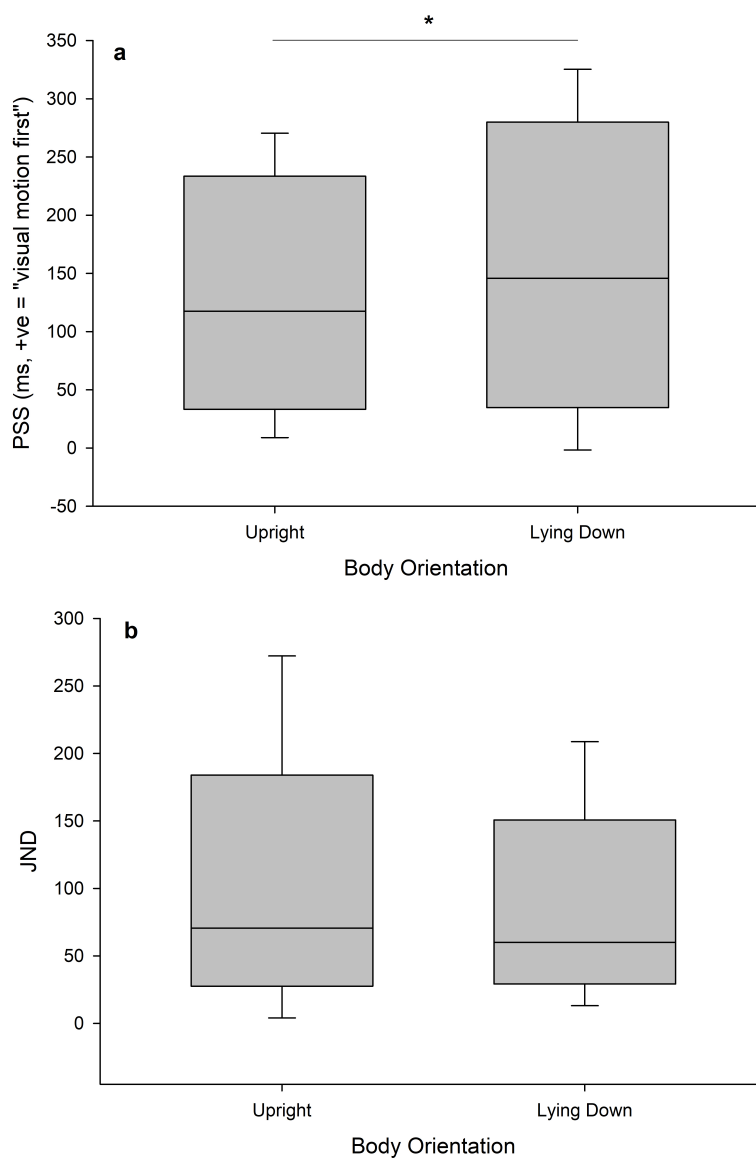 *
a
350
300
250
200
150
100
50
0
-50
PSS (ms, +ve = "visual motion first")
Upright Lying Down
Body Orientation
b
300
250
200
150
100
50
0
JND
Upright Lying Down
Body Orientation